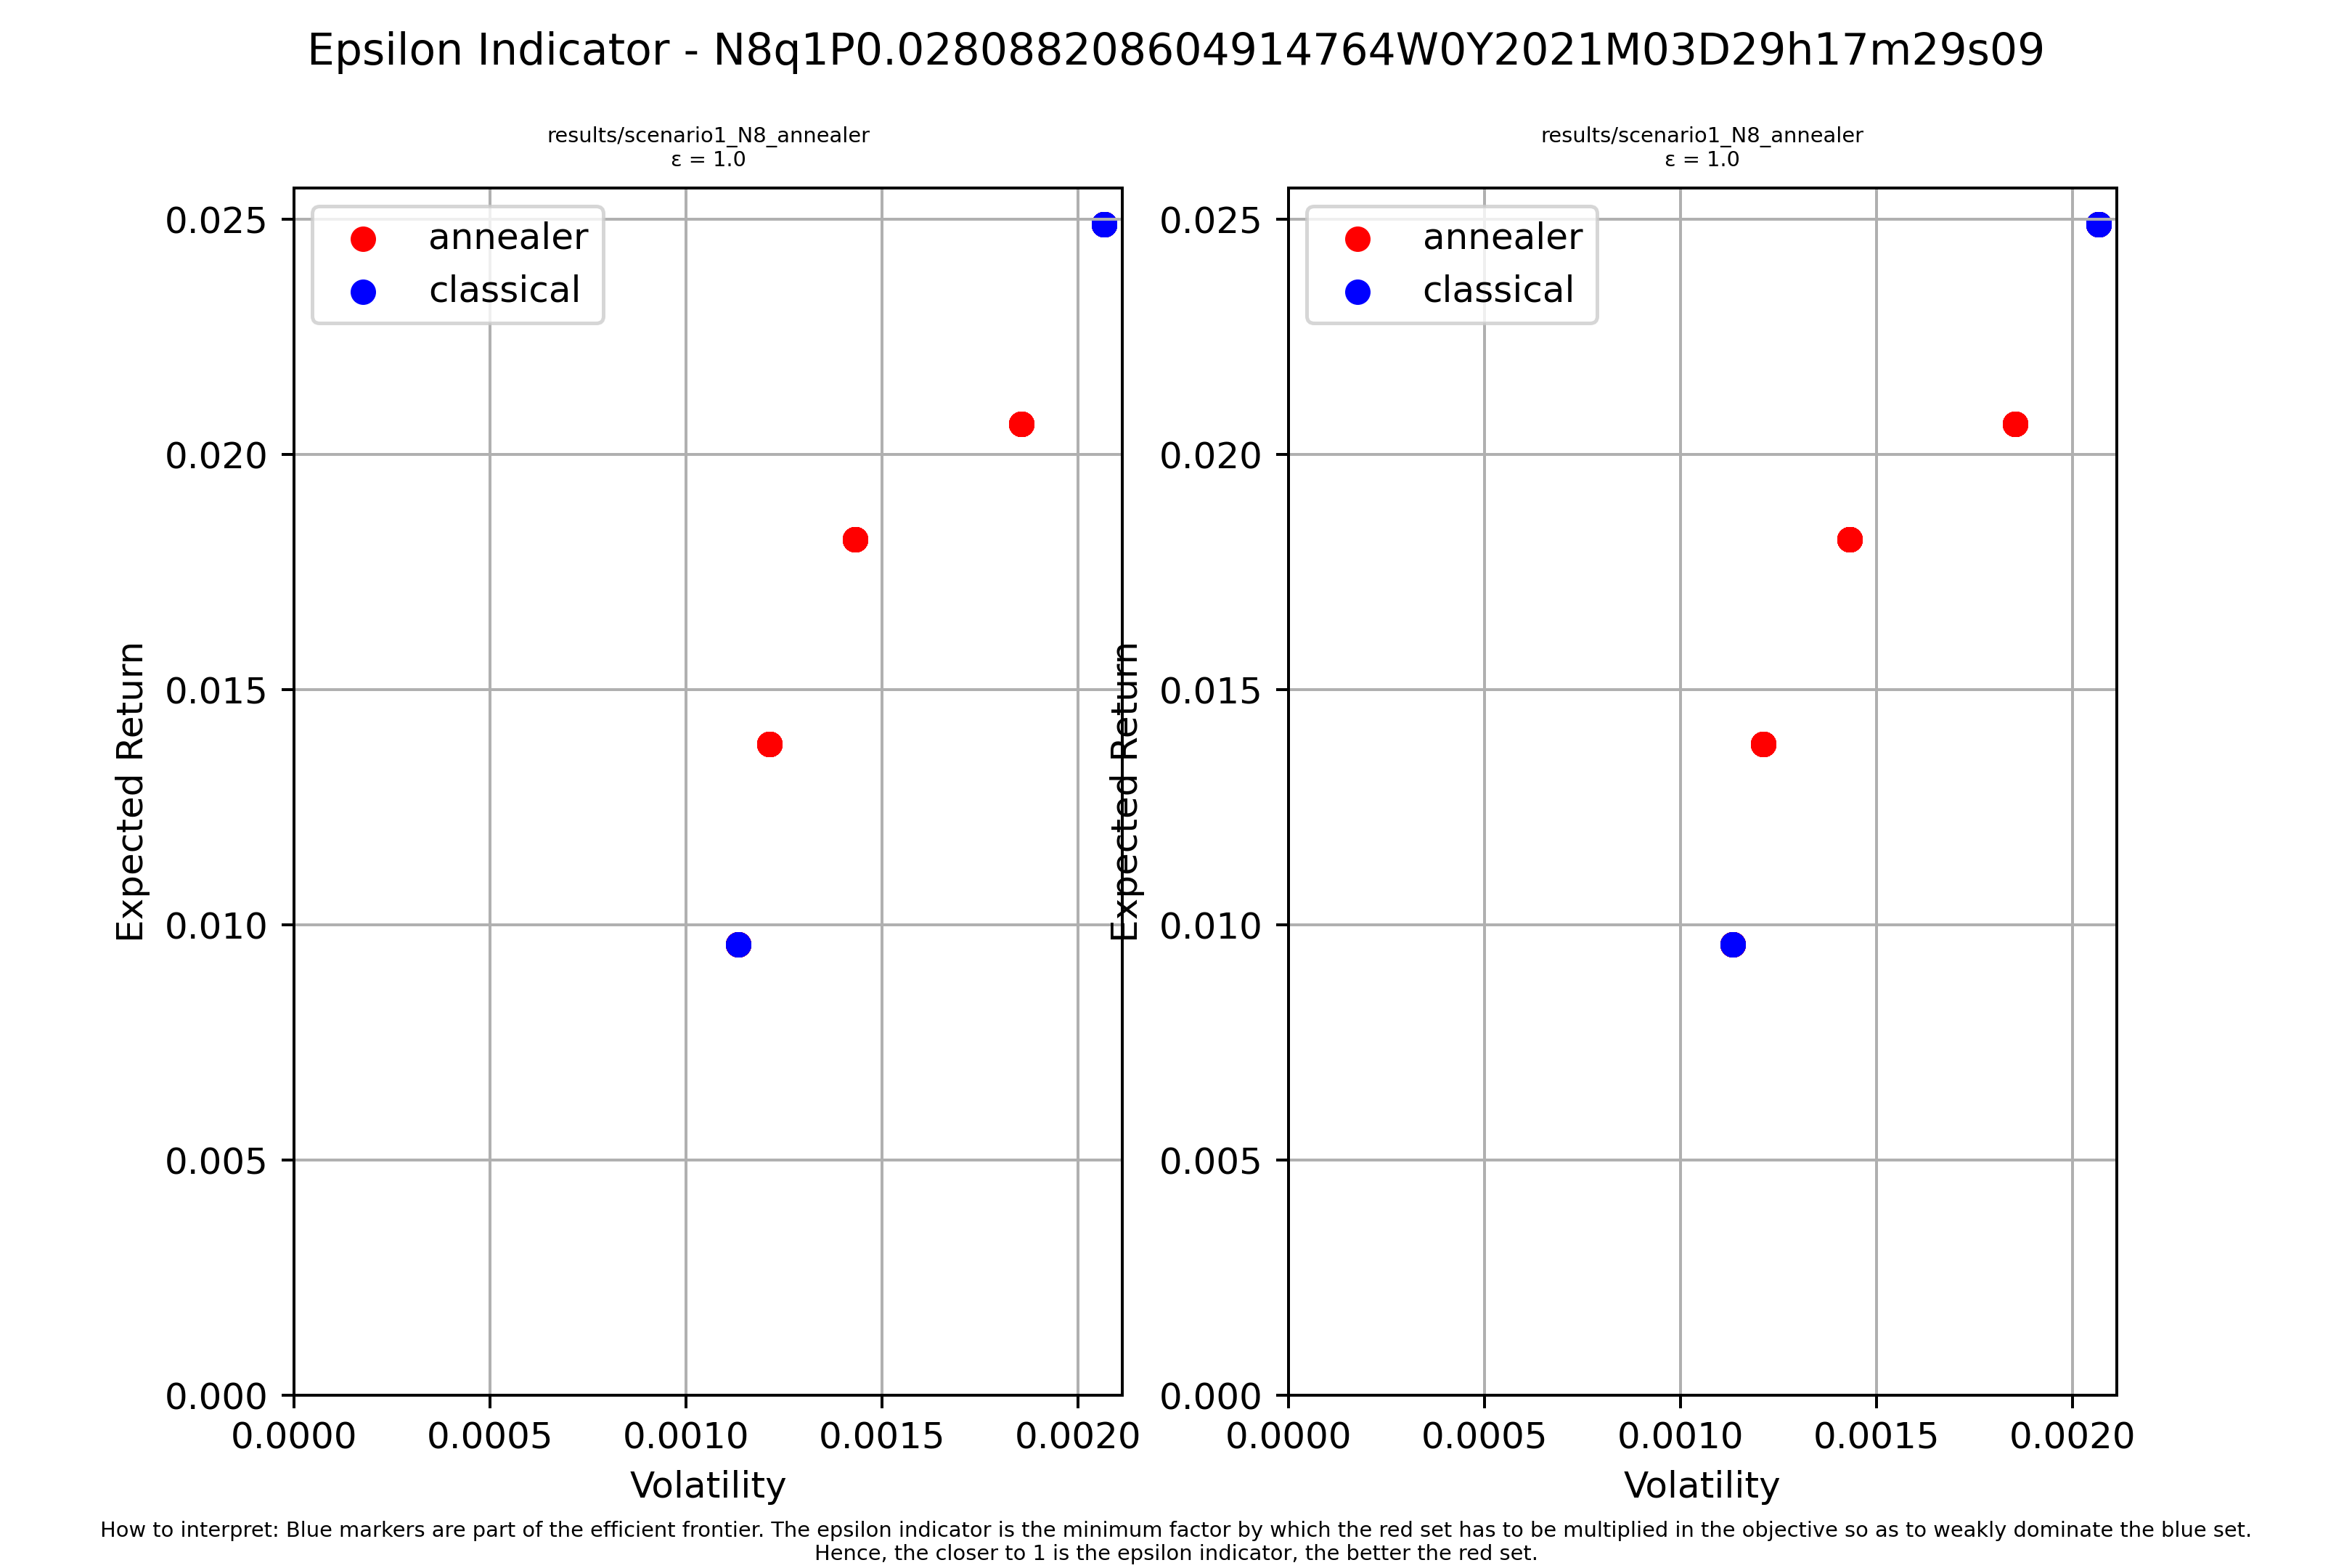 Epsilon Indicator - N8q1P0.028088208604914764W0Y2021M03D29h17m29s09
results/scenario1_N8_annealer
ε = 1.0
annealer
classical
0.025
0.020
0.015
0.010
0.005
0.000
Expected Return
0.0000 0.0005 0.0010 0.0015 0.0020
Volatility
results/scenario1_N8_annealer
ε = 1.0
annealer
classical
0.025
0.020
0.015
0.010
0.005
0.000
Expected Return
0.0000 0.0005 0.0010 0.0015 0.0020
Volatility
How to interpret: Blue markers are part of the efficient frontier. The epsilon indicator is the minimum factor by which the red set has to be multiplied in the objective so as to weakly dominate the blue set.
Hence, the closer to 1 is the epsilon indicator, the better the red set.